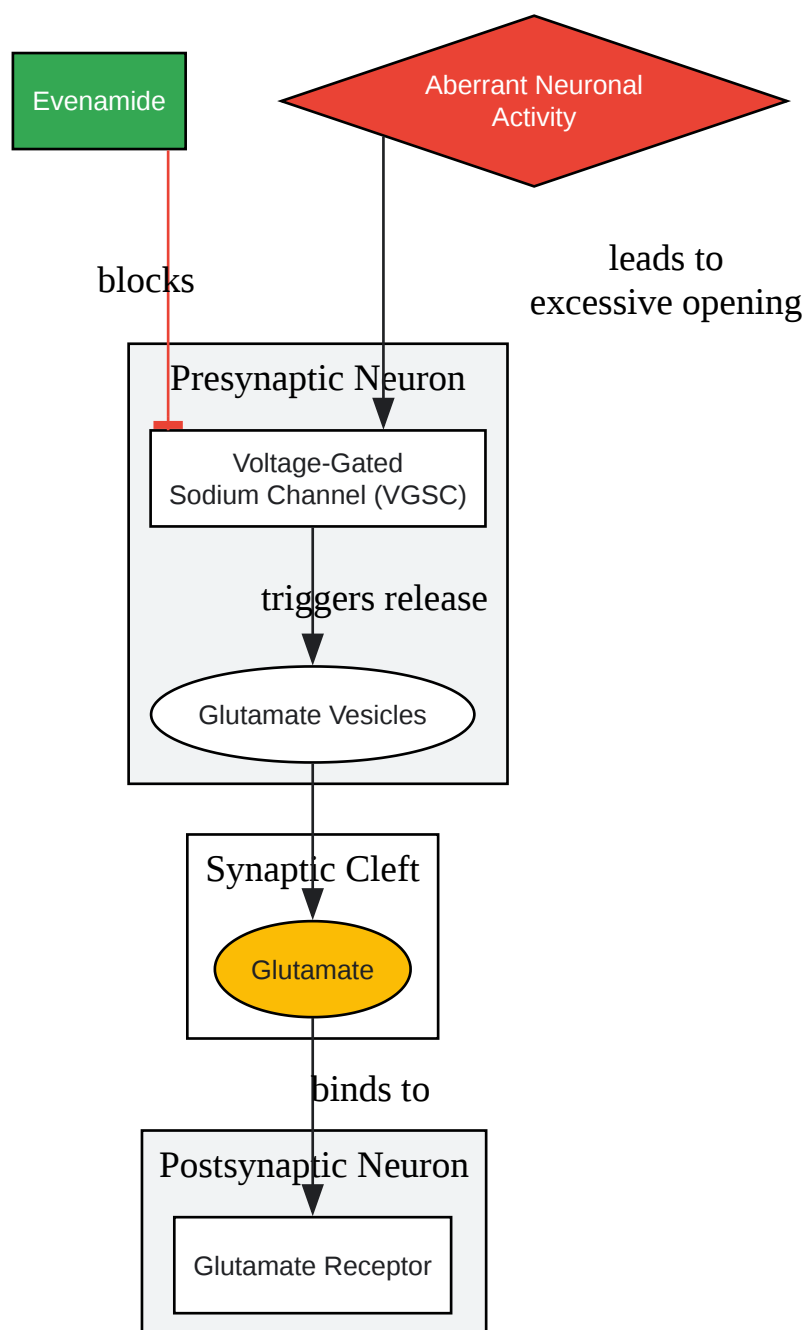 Evenamide
Aberrant Neuronal
Activity
blocks
leads to
excessive opening
Presynaptic Neuron
Voltage-Gated
Sodium Channel (VGSC)
triggers release
Glutamate Vesicles
Synaptic Cleft
Glutamate
binds to
Postsynaptic Neuron
Glutamate Receptor